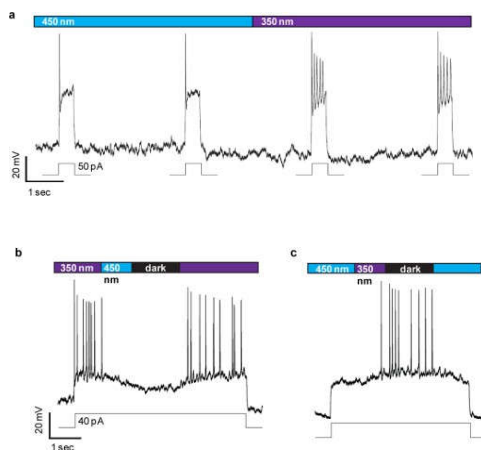 a
450 nm 350 nm
20 mV
50 pA
1 sec
b
350 nm 450 nm dark
c
450 nm 350 nm dark
20 mV
40 pA
1 sec